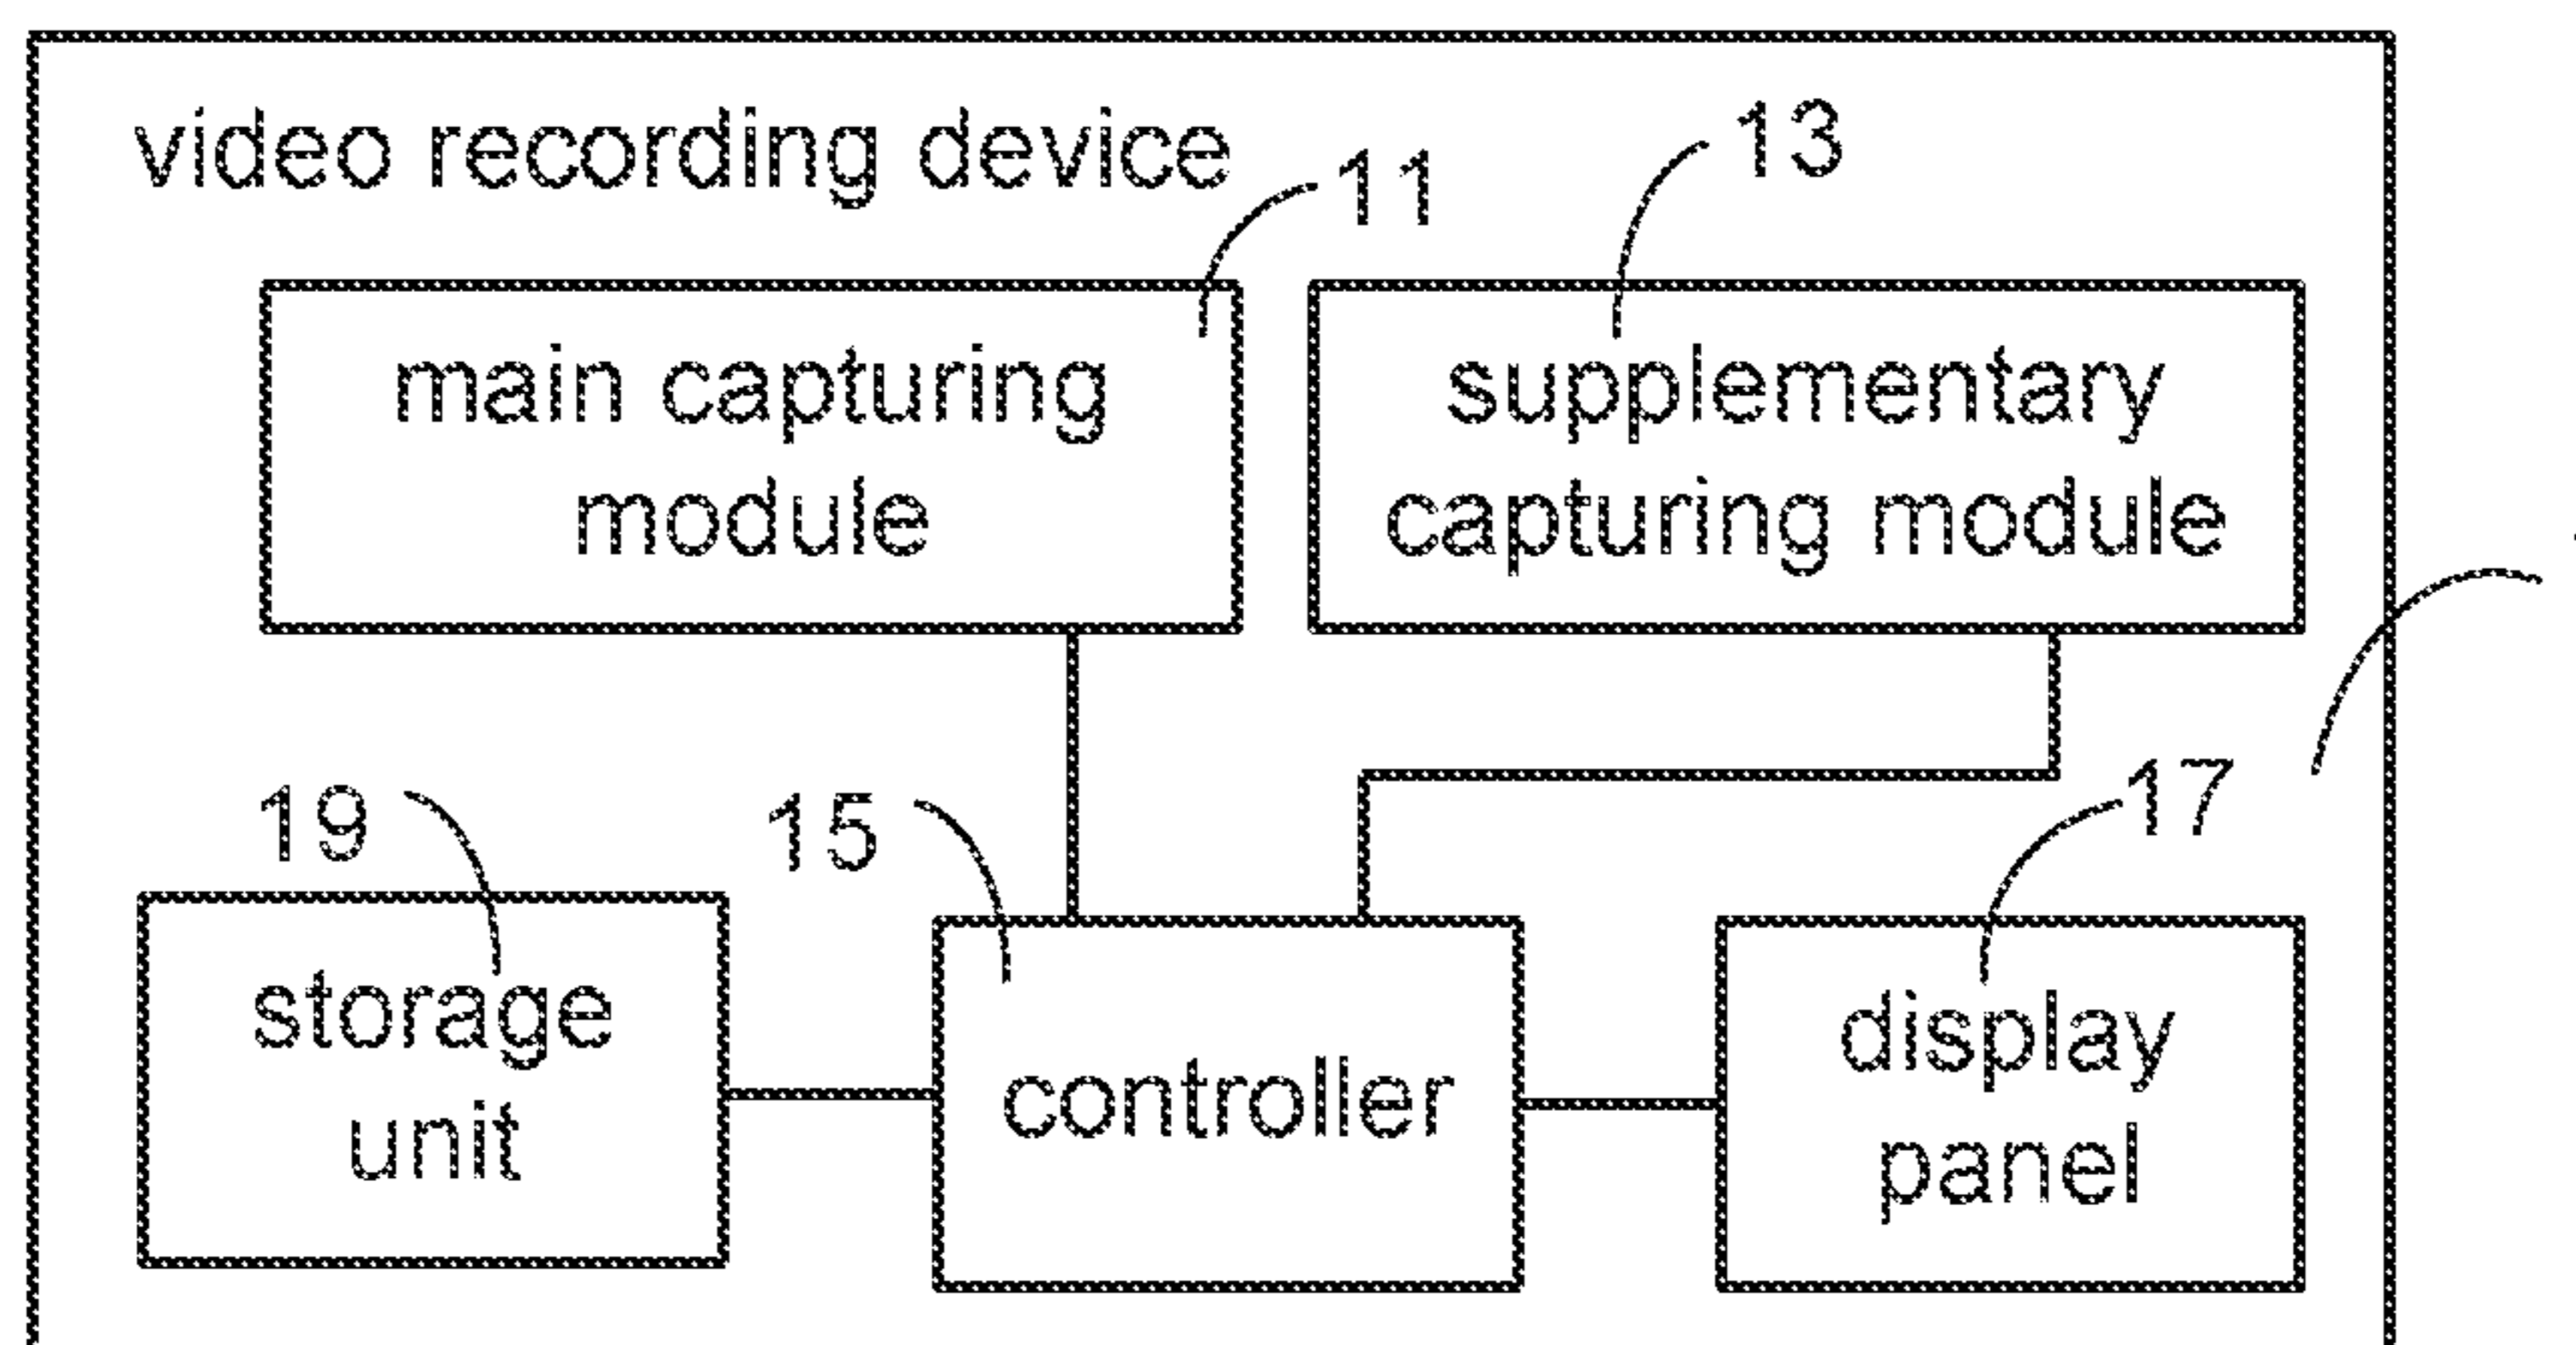 video recording device
11
13
main capturing
module
supplementary
capturing module
19
15
17
storage
unit
controller
display
panel